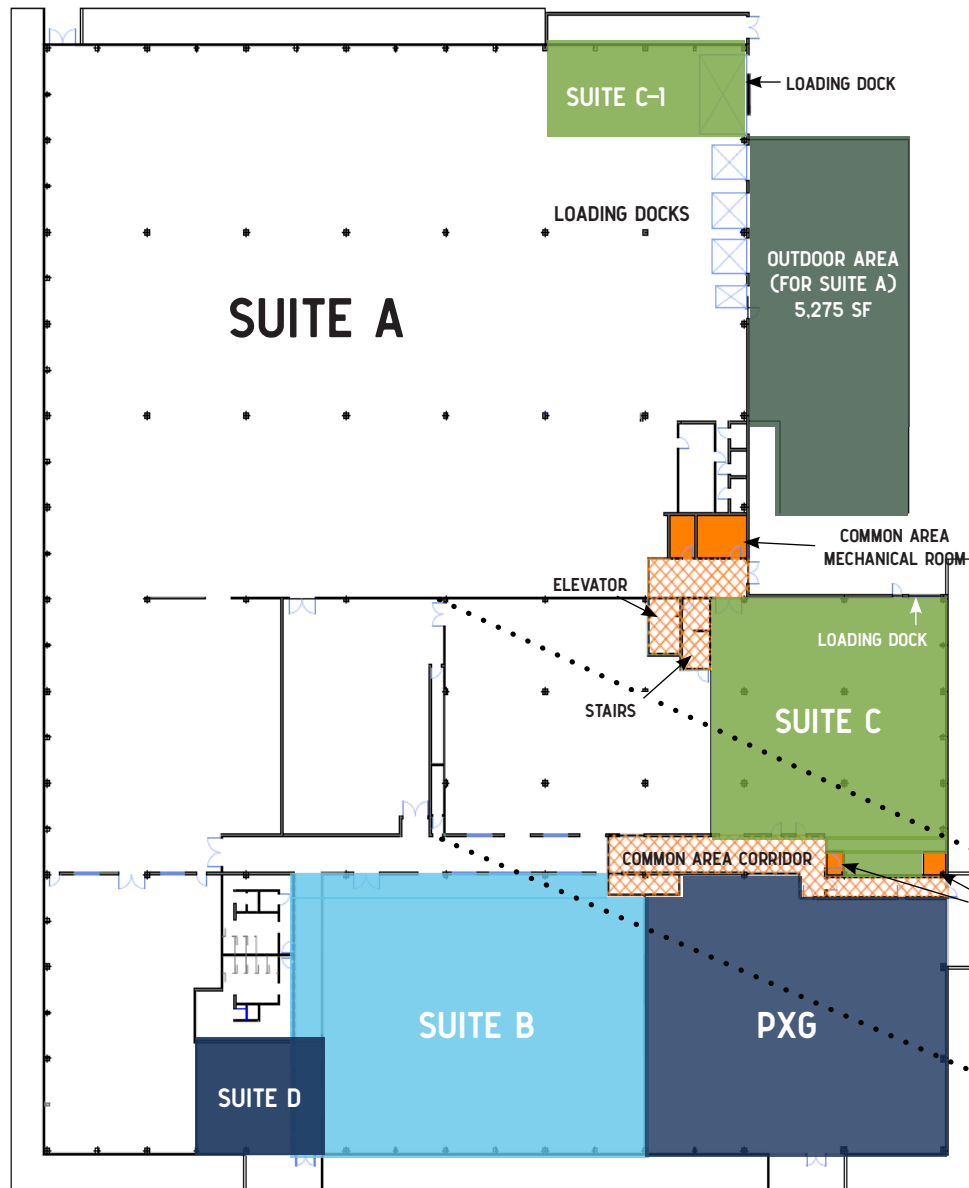 SUITE C-1
LOADING DOCK
LOADING DOCKS
OUTDOOR AREA
(FOR SUITE A)
5,275 SF
SUITE A
COMMON AREA
MECHANICAL ROOM
ELEVATOR
LOADING DOCK
STAIRS
SUITE C
COMMON AREA CORRIDOR
SUITE B
PXG
SUITE D